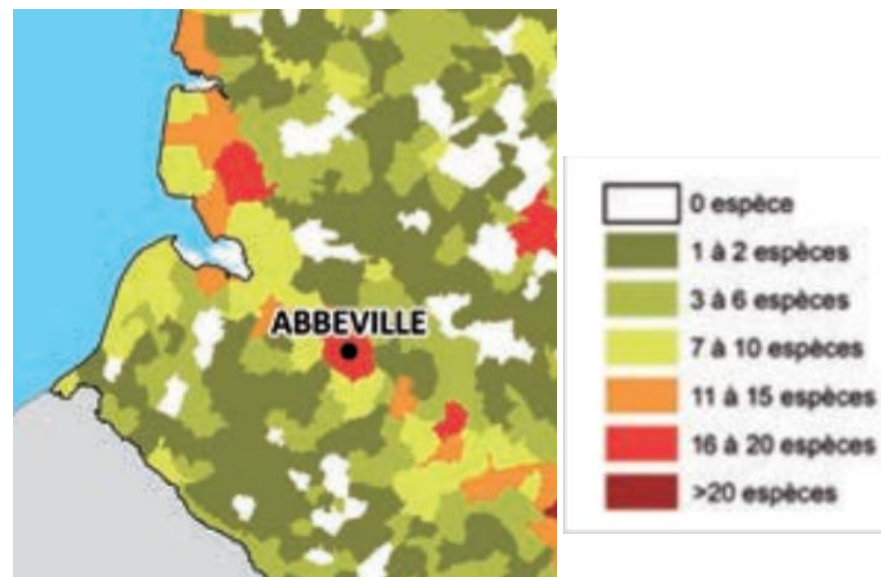 ABBEVILLE
0 espèce
1 à 2 espèces
3 à 6 espèces
7 à 10 espèces
11 à 15 espèces
16 à 20 espèces
>20 espèces